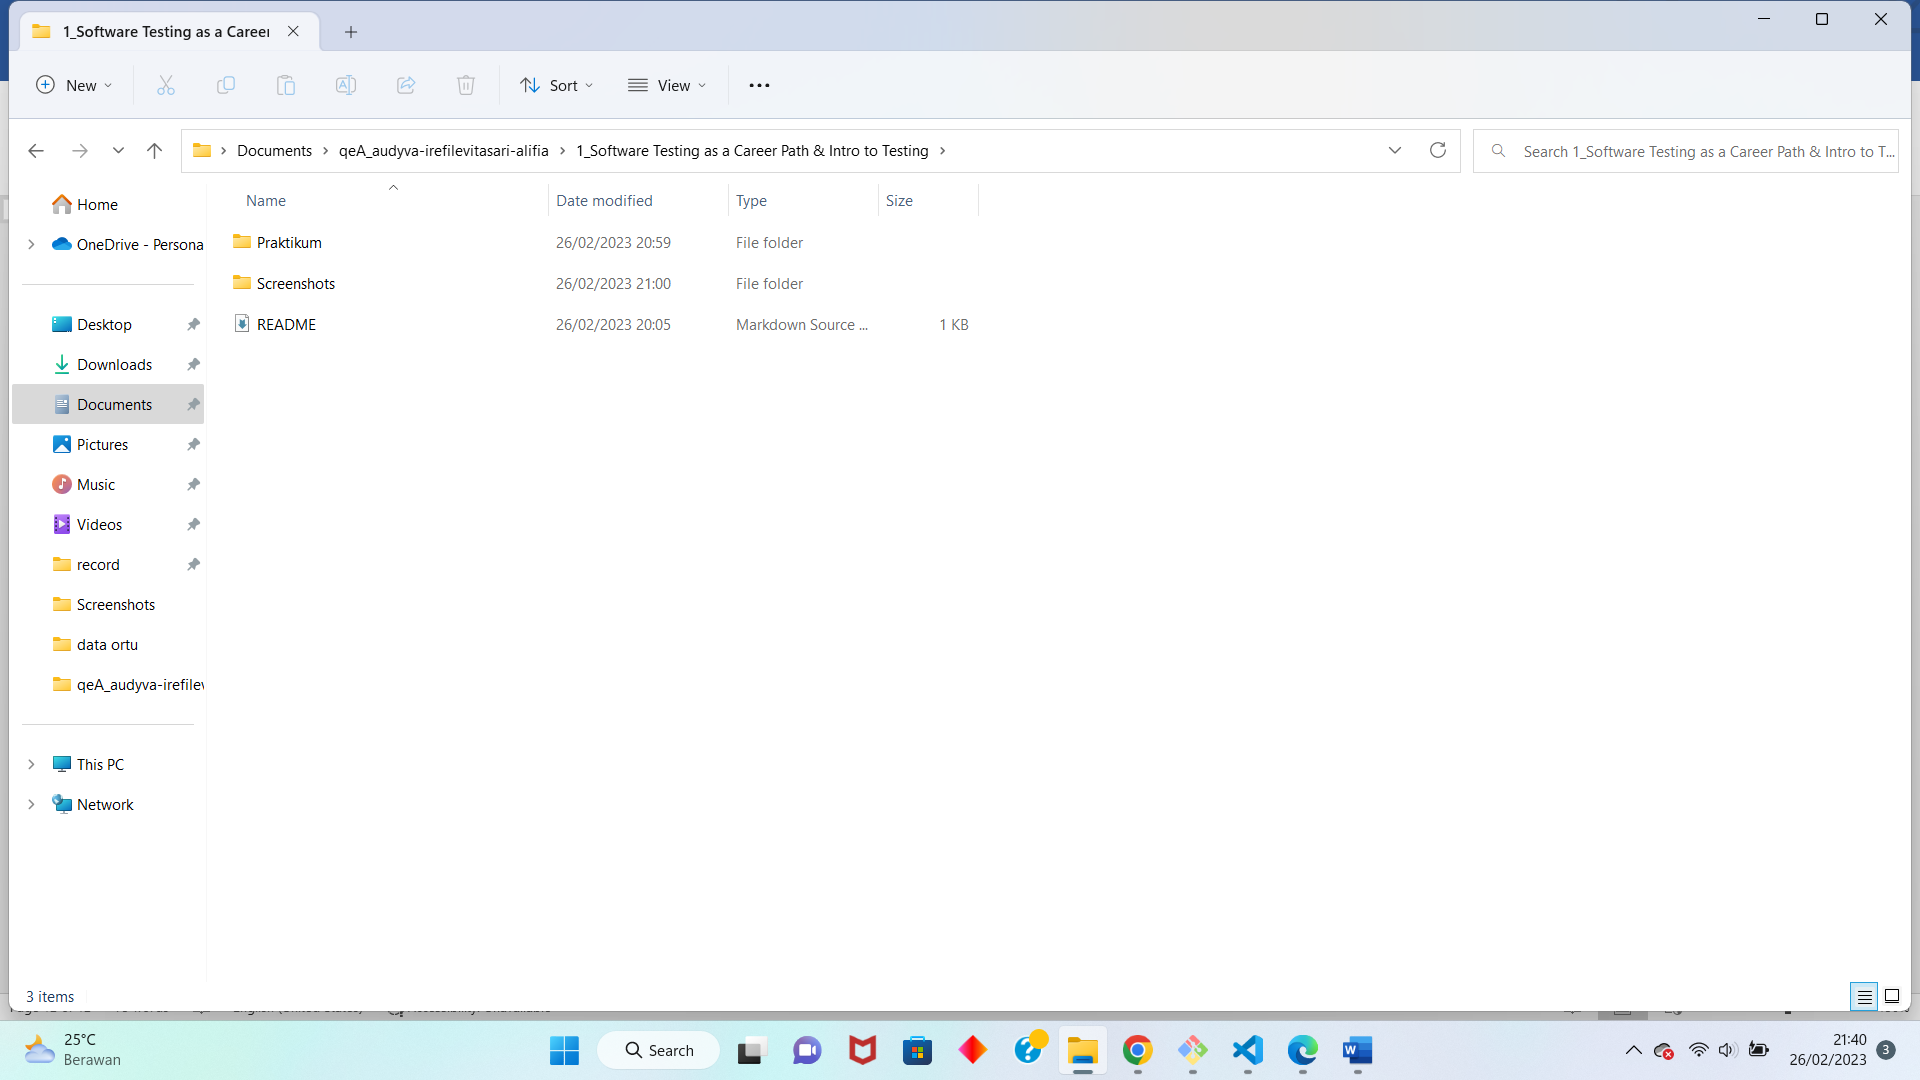 1_Software Testing as a Career
New
Sort
View
Documents
qeA_audyva-irefilevitasari-alifia
1_Software Testing as a Career Path & Intro to Testing
Search 1_Software Testing as a Career Path & Intro to T...
Home
OneDrive - Persona
Desktop
Downloads
Documents
Pictures
Music
Videos
record
Screenshots
data ortu
qeA_audyva-irefilev
This PC
Network
Name Date modified Type Size
Praktikum 26/02/2023 20:59 File folder
Screenshots 26/02/2023 21:00 File folder
README 26/02/2023 20:05 Markdown Source ... 1 KB
3 items
25°C
Berawan
Search
21:40
26/02/2023
3